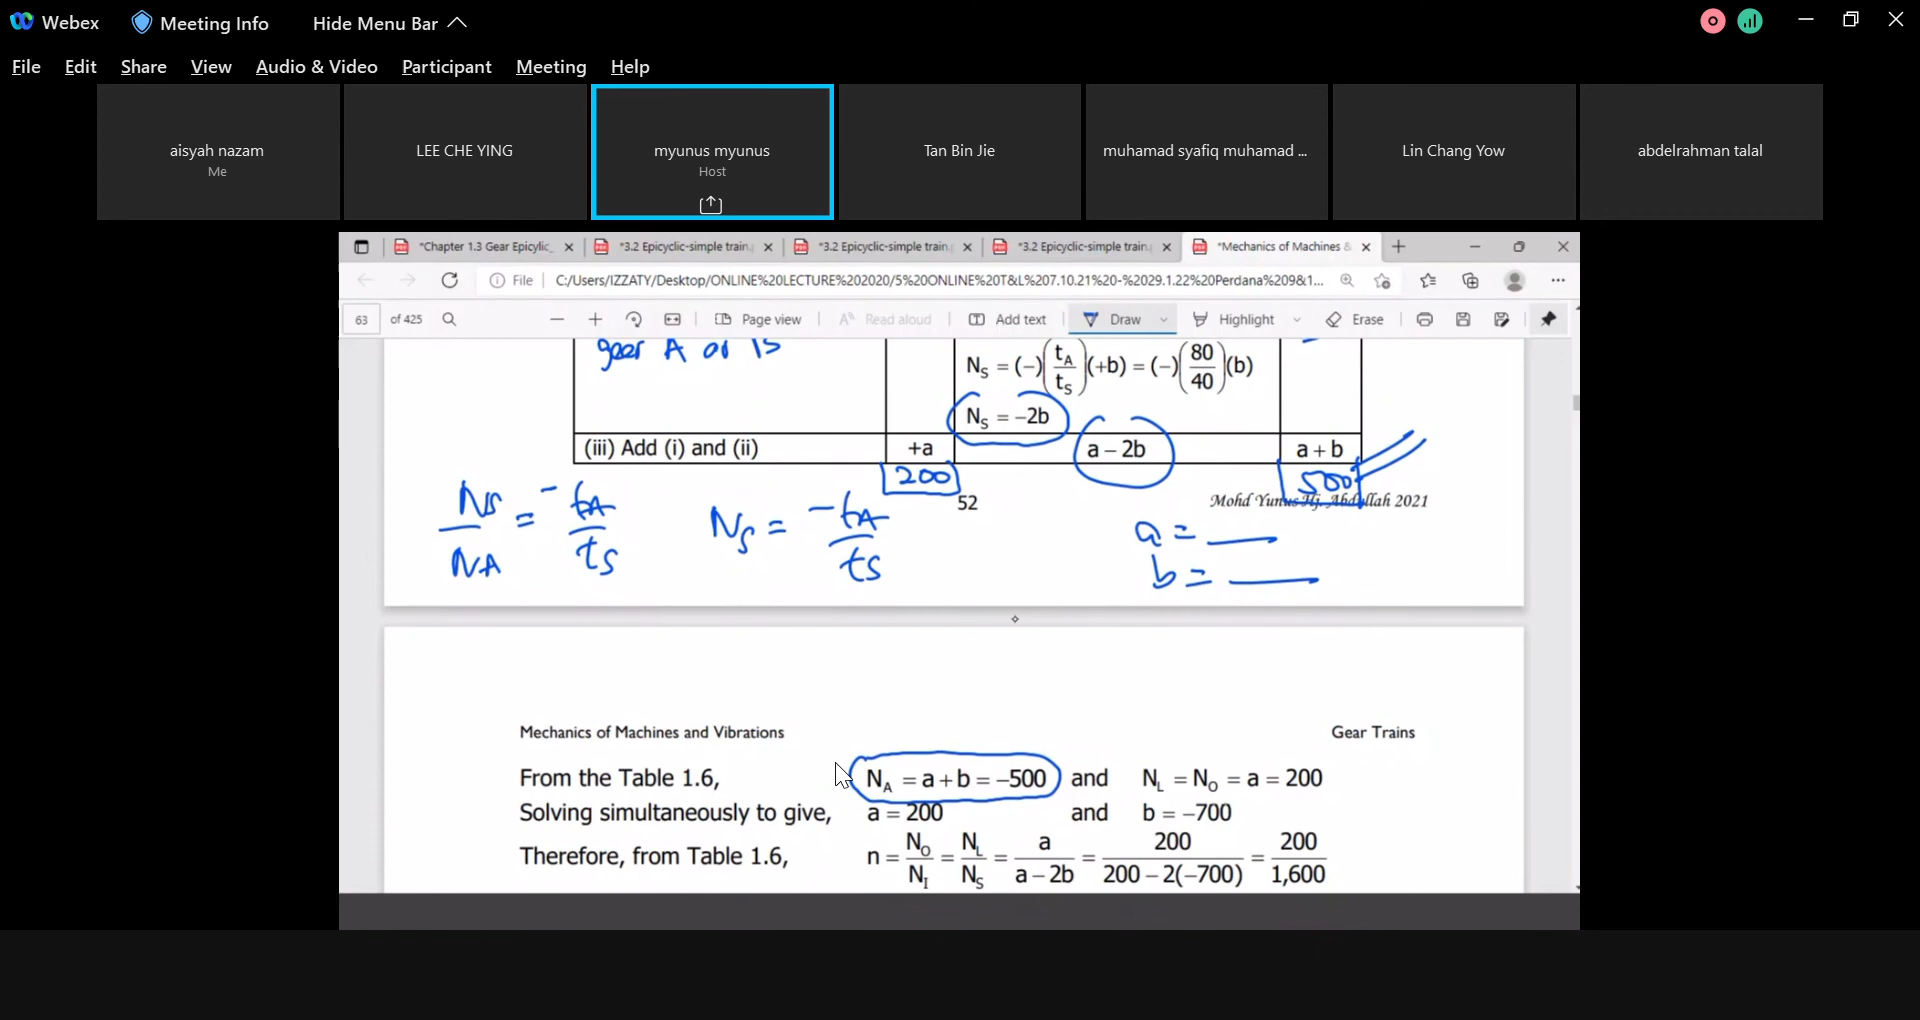 Webex Meeting Info Hide Menu Bar
File Edit Share View Audio & Video Participant Meeting Help
aisyah nazam
Me
LEE CHE YING
myunus myunus
Host
Tan Bin Jie
muhamad syafiq muhamad ...
Lin Chang Yow
abdelrahman talal
*Chapter 1.3 Gear Epicylic_ *3.2 Epicyclic-simple train. *3.2 Epicyclic-simple train. *3.2 Epicyclic-simple train. *Mechanics of Machines &
File C:/Users/IZZATY/Desktop/ONLINE%20LECTURE%202020/5%20ONLINE%20T&L%207.10.21%20-%2029.1.22%20Perdana%209&1...
63 of 425 Page view Read aloud Add text Draw Highlight Erase
gear A or is
N_S = (−)(t_A/t_S)(+b) = (−)(80/40)(b)
N_S = −2b
(iii) Add (i) and (ii) +a a − 2b a + b
200 500
52 Mohd Yunus Hj. Abdullah 2021
Ns/NA = −tA/ts Ns = −tA/ts
a = __
b = __
Mechanics of Machines and Vibrations Gear Trains
From the Table 1.6, N_A = a + b = −500 and N_L = N_O = a = 200
Solving simultaneously to give, a = 200 and b = −700
Therefore, from Table 1.6, n = N_O/N_I = N_L/N_S = a/(a − 2b) = 200/(200 − 2(−700)) = 200/1,600